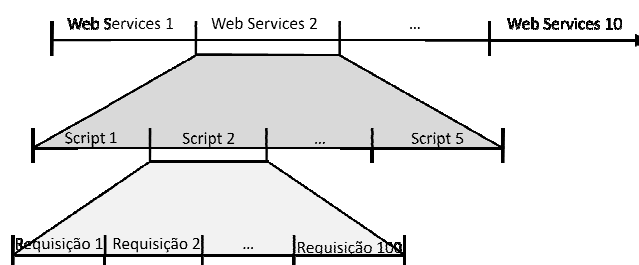 Web Services 1 Web Services 2 ... Web Services 10
Script 1 Script 2 ... Script 5
Requisição 1 Requisição 2 ... Requisição 100